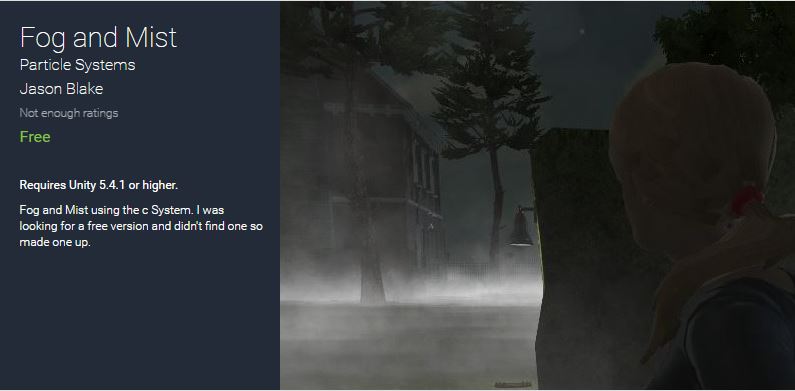 Fog and Mist
Particle Systems
Jason Blake
Not enough ratings
Free
Requires Unity 5.4.1 or higher.
Fog and Mist using the c System. I was
looking for a free version and didn't find one so
made one up.